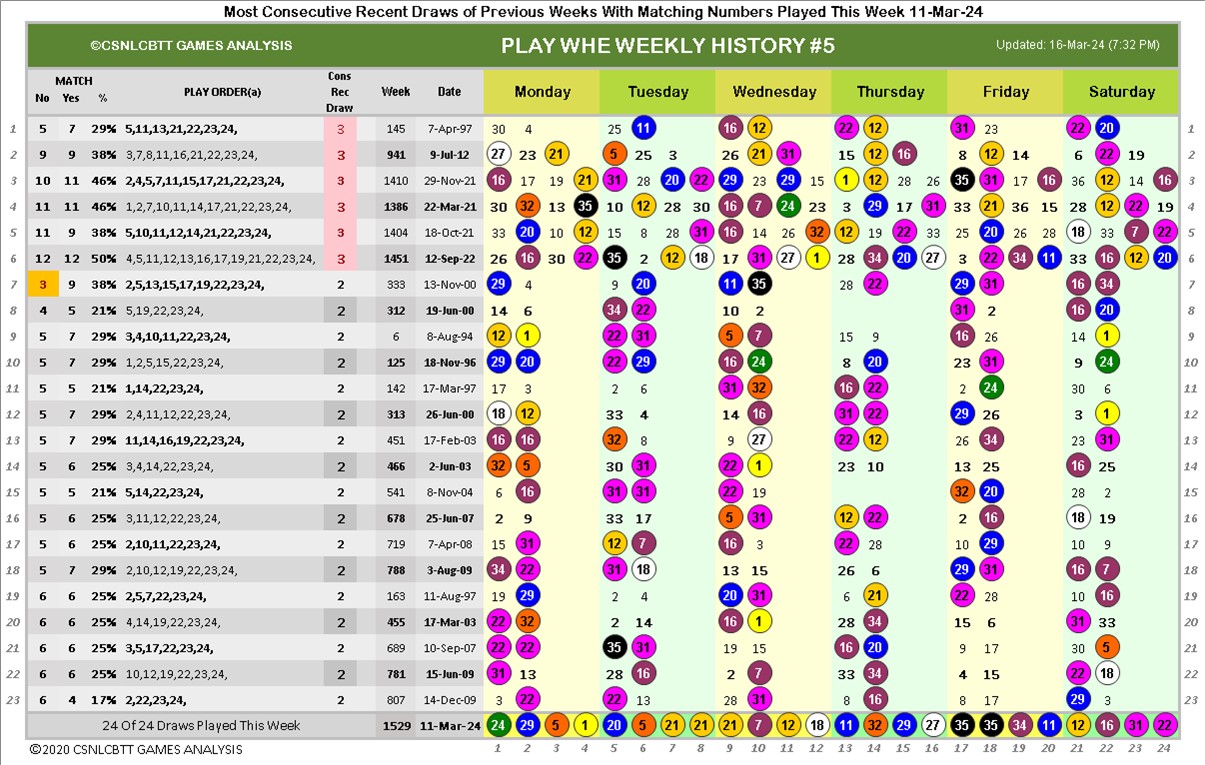 Most Consecutive Recent Draws of Previous Weeks With Matching Numbers Played This Week 11-Mar-24
©CSNLCBTT GAMES ANALYSIS PLAY WHE WEEKLY HISTORY #5 Updated: 16-Mar-24 (7:32 PM)
No MATCH Yes % PLAY ORDER(a) Cons Rec Draw Week Date Monday Tuesday Wednesday Thursday Friday Saturday
1 5 7 29% 5,11,13,21,22,23,24, 3 145 7-Apr-97 30 4 25 11 16 12 22 12 31 23 22 20 1
2 9 9 38% 3,7,8,11,16,21,22,23,24, 3 941 9-Jul-12 27 23 21 5 25 3 26 21 31 15 12 16 8 12 14 6 22 19 2
3 10 11 46% 2,4,5,7,11,15,17,21,22,23,24, 3 1410 29-Nov-21 16 17 19 21 31 28 20 22 29 23 29 15 1 12 28 26 35 31 17 16 36 12 14 16 3
4 11 11 46% 1,2,7,10,11,14,17,21,22,23,24, 3 1386 22-Mar-21 30 32 13 35 10 12 28 30 16 7 24 23 3 29 17 31 33 21 36 15 28 12 22 19 4
5 11 9 38% 5,10,11,12,14,21,22,23,24, 3 1404 18-Oct-21 33 20 10 12 15 8 28 31 16 14 26 32 12 19 22 33 25 20 26 28 18 33 7 22 5
6 12 12 50% 4,5,11,12,13,16,17,19,21,22,23,24, 3 1451 12-Sep-22 26 16 30 22 35 2 12 18 17 31 27 1 28 34 20 27 3 22 34 11 33 16 12 20 6
7 3 9 38% 2,5,13,15,17,19,22,23,24, 2 333 13-Nov-00 29 4 9 20 11 35 28 22 29 31 16 34 7
8 4 5 21% 5,19,22,23,24, 2 312 19-Jun-00 14 6 34 22 10 2 31 2 16 20 8
9 5 7 29% 3,4,10,11,22,23,24, 2 6 8-Aug-94 12 1 22 31 5 7 15 9 16 26 14 1 9
10 5 7 29% 1,2,5,15,22,23,24, 2 125 18-Nov-96 29 20 22 29 16 24 8 20 23 31 9 24 10
11 5 5 21% 1,14,22,23,24, 2 142 17-Mar-97 17 3 2 6 31 32 16 22 2 24 30 6 11
12 5 7 29% 2,4,11,12,22,23,24, 2 313 26-Jun-00 18 12 33 4 14 16 31 22 29 26 3 1 12
13 5 7 29% 11,14,16,19,22,23,24, 2 451 17-Feb-03 16 16 32 8 9 27 22 12 26 34 23 31 13
14 5 6 25% 3,4,14,22,23,24, 2 466 2-Jun-03 32 5 30 31 22 1 23 10 13 25 16 25 14
15 5 5 21% 5,14,22,23,24, 2 541 8-Nov-04 6 16 31 31 22 19 32 20 28 2 15
16 5 6 25% 3,11,12,22,23,24, 2 678 25-Jun-07 2 9 33 17 5 31 12 22 2 16 18 19 16
17 5 6 25% 2,10,11,22,23,24, 2 719 7-Apr-08 15 31 12 7 16 3 22 28 10 29 10 9 17
18 5 7 29% 2,10,12,19,22,23,24, 2 788 3-Aug-09 34 22 31 18 13 15 26 6 29 31 16 7 18
19 6 6 25% 2,5,7,22,23,24, 2 163 11-Aug-97 19 29 2 4 20 31 6 21 22 28 10 16 19
20 6 6 25% 4,14,19,22,23,24, 2 455 17-Mar-03 22 32 2 14 16 1 28 34 15 6 31 33 20
21 6 6 25% 3,5,17,22,23,24, 2 689 10-Sep-07 22 22 35 31 19 15 16 20 9 17 30 5 21
22 6 6 25% 10,12,19,22,23,24, 2 781 15-Jun-09 31 13 28 16 2 7 33 34 4 15 22 18 22
23 6 4 17% 2,22,23,24, 2 807 14-Dec-09 3 22 22 13 28 31 8 16 8 17 29 3 23
24 Of 24 Draws Played This Week 1529 11-Mar-24 24 29 5 1 20 5 21 21 21 7 12 18 11 32 29 27 35 35 34 11 12 16 31 22
©2020 CSNLCBTT GAMES ANALYSIS 1 2 3 4 5 6 7 8 9 10 11 12 13 14 15 16 17 18 19 20 21 22 23 24